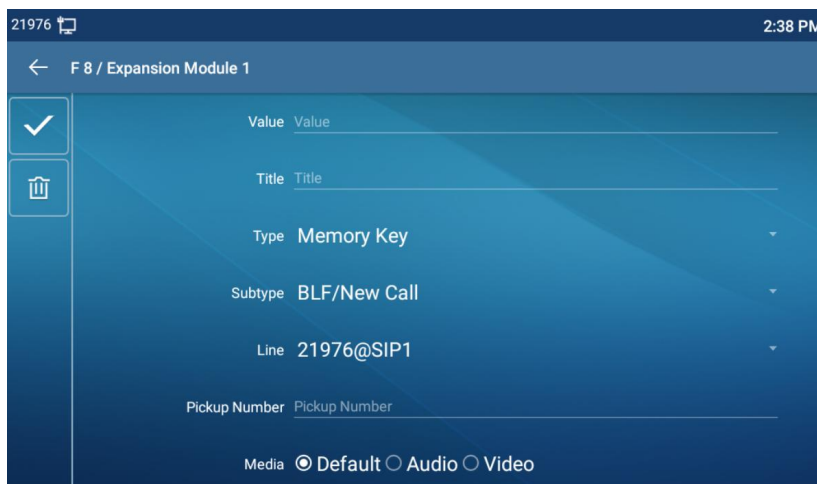 21976 2:38 PM
F 8 / Expansion Module 1
Value Value
Title Title
Type Memory Key
Subtype BLF/New Call
Line 21976@SIP1
Pickup Number Pickup Number
Media Default Audio Video